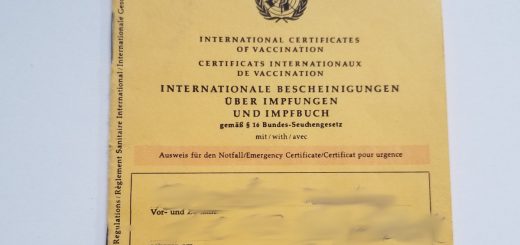 INTERNATIONAL CERTIFICATES
OF VACCINATION
CERTIFICATS INTERNATIONAUX
DE VACCINATION
INTERNATIONALE BESCHEINIGUNGEN
ÜBER IMPFUNGEN
UND IMPFBUCH
gemäß § 16 Bundes-Seuchengesetz
mit/with/avec
Ausweis für den Notfall/Emergency Certificate/Certificat pour urgence
Vor- und
Regulations/Règlement Sanitaire International/Internationale